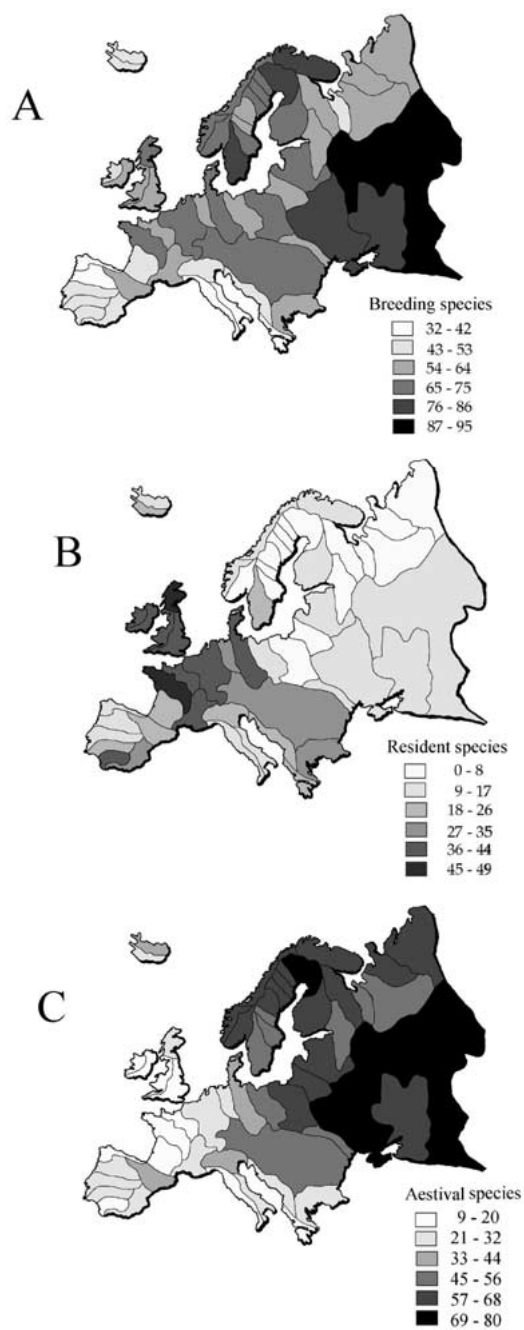 A
Breeding species
32 - 42
43 - 53
54 - 64
65 - 75
76 - 86
87 - 95
B
Resident species
0 - 8
9 - 17
18 - 26
27 - 35
36 - 44
45 - 49
C
Aestival species
9 - 20
21 - 32
33 - 44
45 - 56
57 - 68
69 - 80